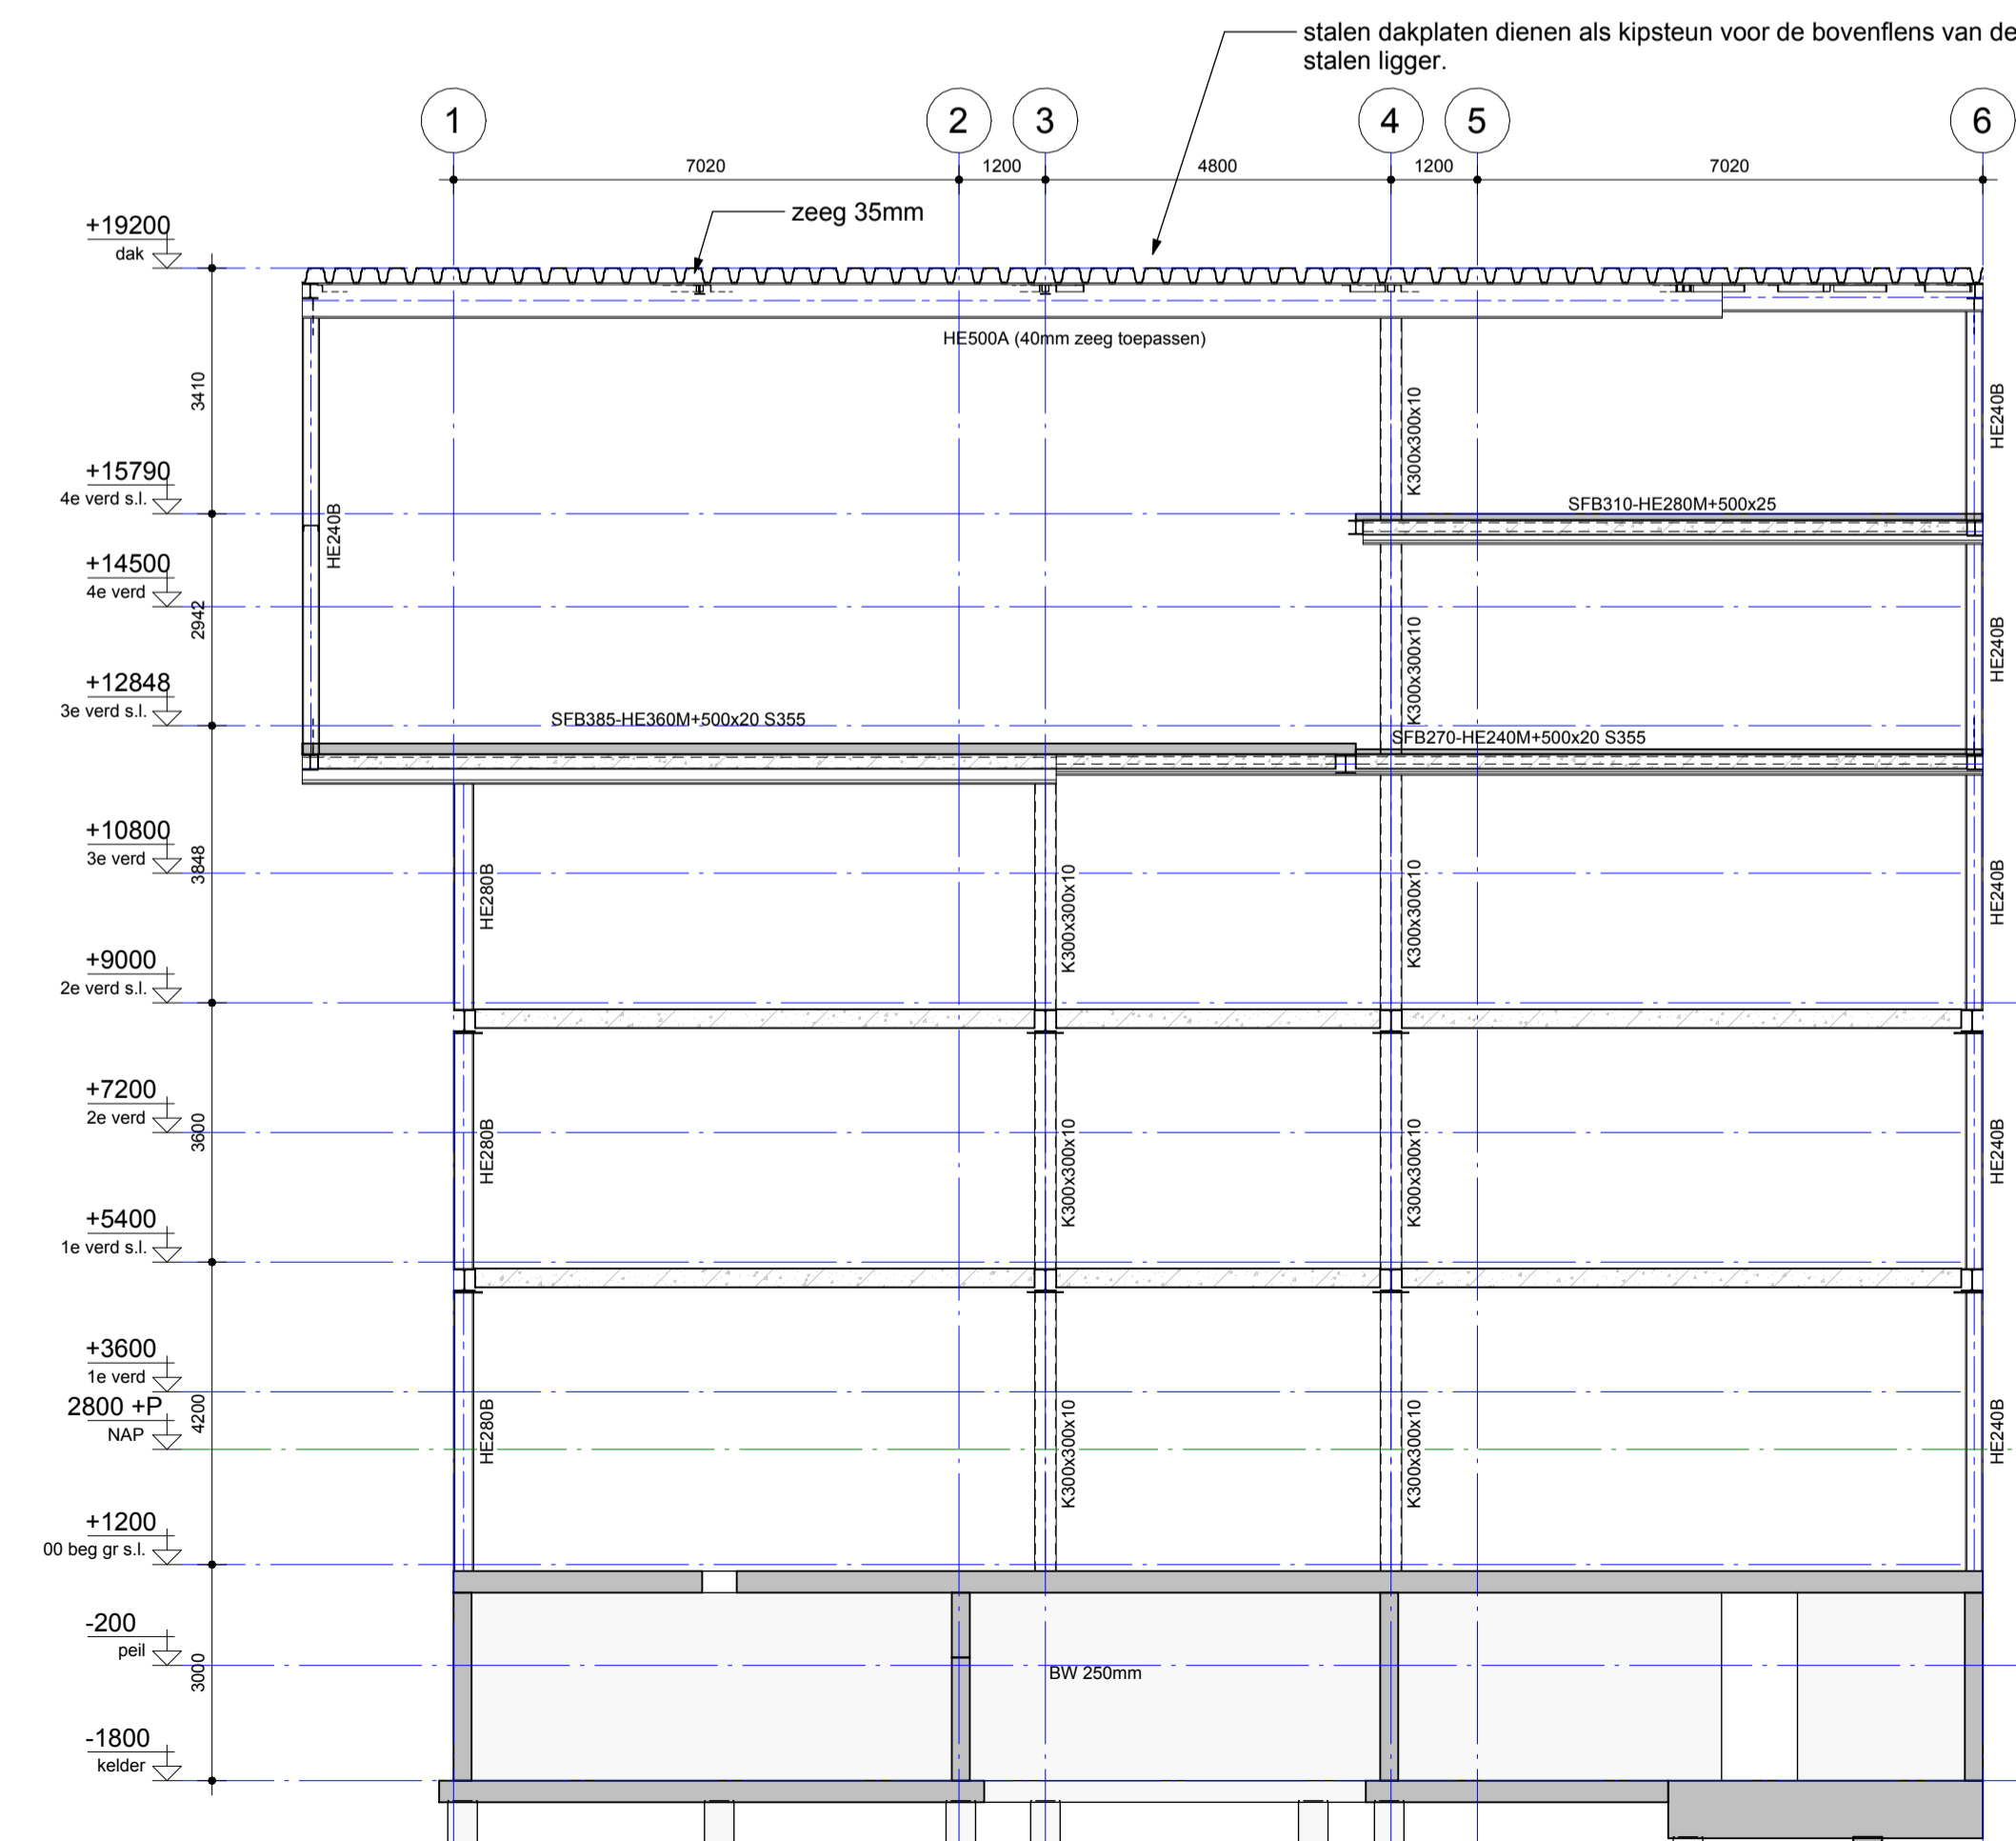 stalen dakplaten dienen als kipsteun voor de bovenflens van de
stalen ligger.
1 2 3 4 5 6
7020 1200 4800 1200 7020
zeeg 35mm
+19200
dak
HE500A (40mm zeeg toepassen)
3410
K300x300x10
HE240B
+15790
4e verd s.l.
SFB310-HE280M+500x25
HE240B
+14500
4e verd
2942
K300x300x10
HE240B
+12848
3e verd s.l.
SFB385-HE360M+500x20 S355
SFB270-HE240M+500x20 S355
+10800
3e verd
3848
HE280B
K300x300x10
K300x300x10
HE240B
+9000
2e verd s.l.
+7200
2e verd
3600
HE280B
K300x300x10
K300x300x10
HE240B
+5400
1e verd s.l.
+3600
1e verd
2800 +P
NAP
4200
HE280B
K300x300x10
K300x300x10
HE240B
+1200
00 beg gr s.l.
-200
peil
3000
BW 250mm
-1800
kelder